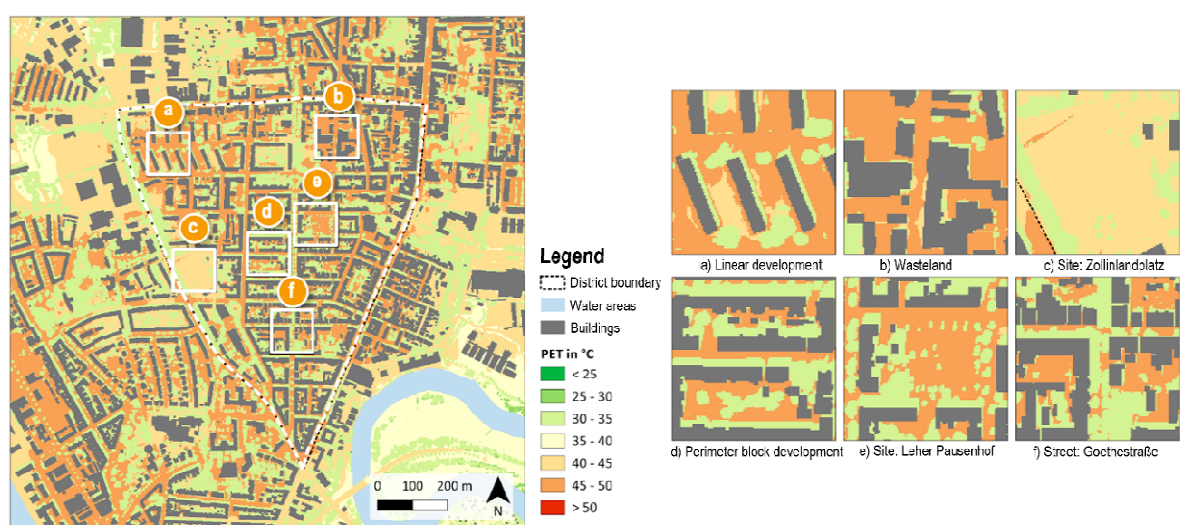 a
b
e
d
c
f
0 100 200 m
N
Legend
District boundary
Water areas
Buildings
PET in °C
< 25
25 - 30
30 - 35
35 - 40
40 - 45
45 - 50
> 50
a) Linear development
b) Wasteland
c) Site: Zollinlandplatz
d) Perimeter block development
e) Site: Leher Pausenhof
f) Street: Goethestraße